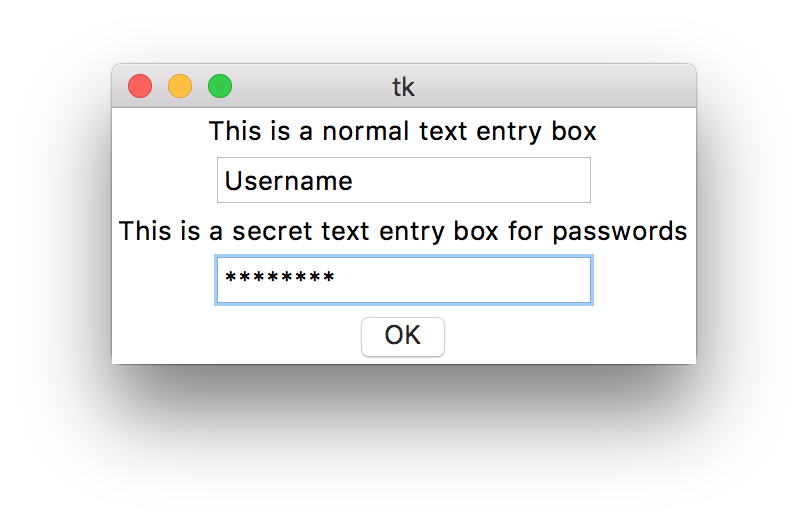 tk
This is a normal text entry box
Username
This is a secret text entry box for passwords
********
OK